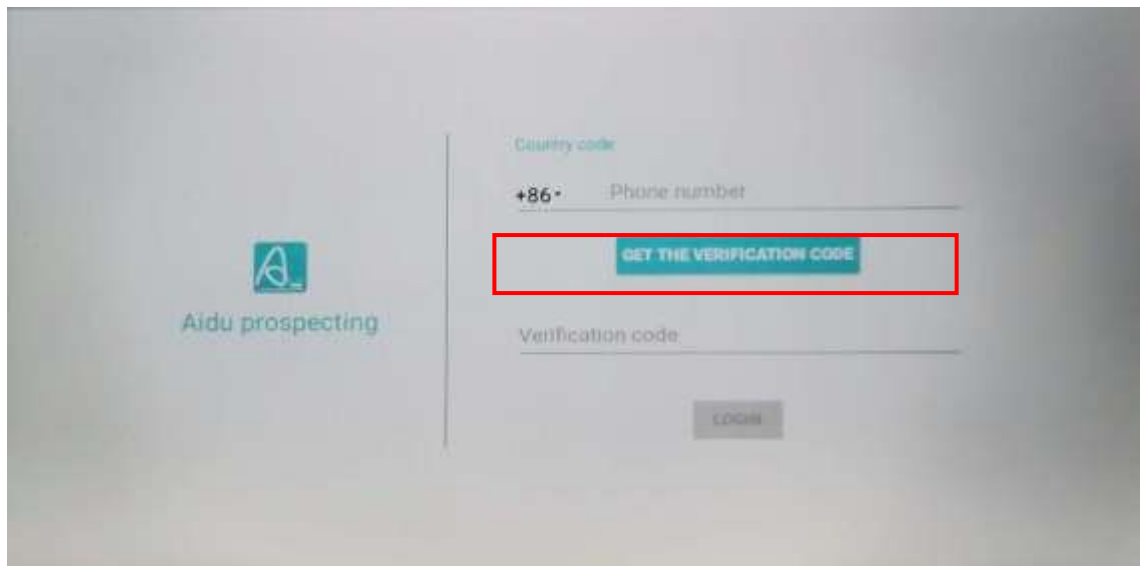 Aidu prospecting
Country code
+86
Phone number
GET THE VERIFICATION CODE
Verification code
LOGIN